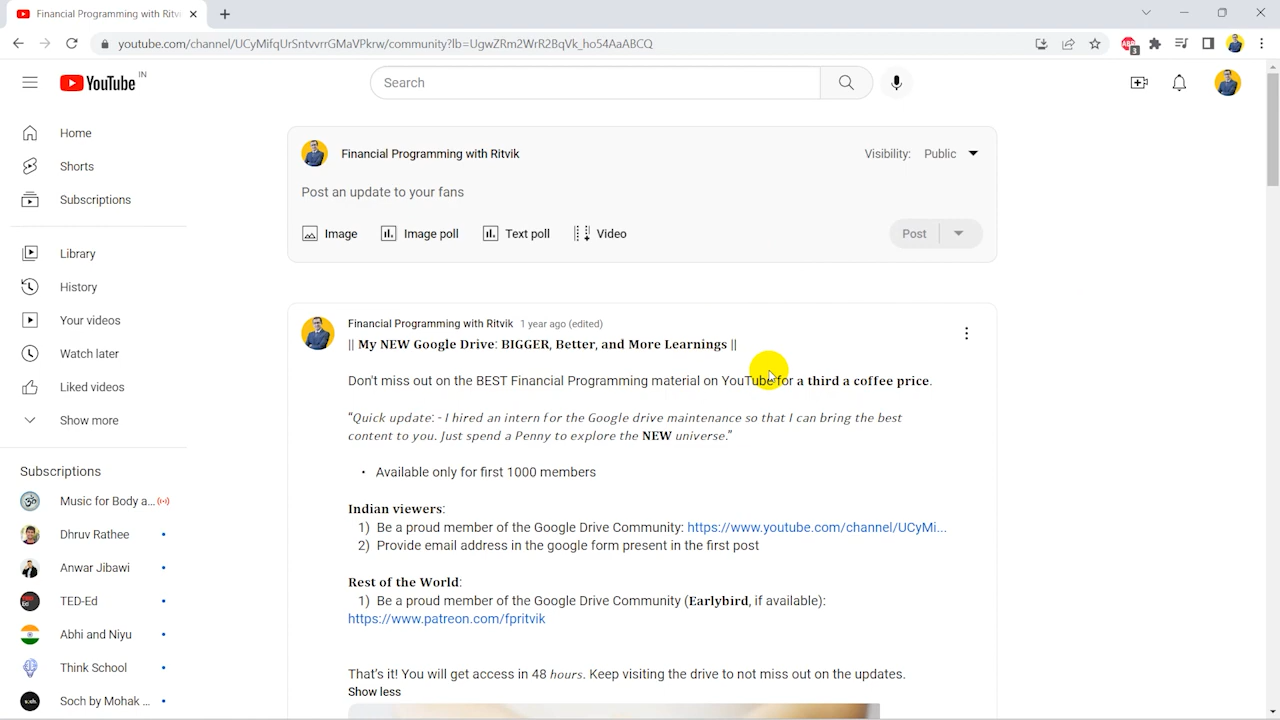 Financial Programming with Ritvi
youtube.com/channel/UCyMifqUrSntvvrrGMaVPkrw/community?lb=UgwZRm2WrR2BqVk_ho54AaABCQ
3
YouTube IN
Search
Home
Shorts
Subscriptions
Library
History
Your videos
Watch later
Liked videos
Show more
Subscriptions
Music for Body a...
Dhruv Rathee
Anwar Jibawi
TED-Ed
Abhi and Niyu
Think School
Soch by Mohak ...
Financial Programming with Ritvik
Visibility: Public
Post an update to your fans
Image Image poll Text poll Video Post
Financial Programming with Ritvik 1 year ago (edited)
|| My NEW Google Drive: BIGGER, Better, and More Learnings ||
Don't miss out on the BEST Financial Programming material on YouTube for a third a coffee price.
"Quick update: - I hired an intern for the Google drive maintenance so that I can bring the best
content to you. Just spend a Penny to explore the NEW universe."
• Available only for first 1000 members
Indian viewers:
1) Be a proud member of the Google Drive Community: https://www.youtube.com/channel/UCyMi...
2) Provide email address in the google form present in the first post
Rest of the World:
1) Be a proud member of the Google Drive Community (Earlybird, if available):
https://www.patreon.com/fpritvik
That's it! You will get access in 48 hours. Keep visiting the drive to not miss out on the updates.
Show less